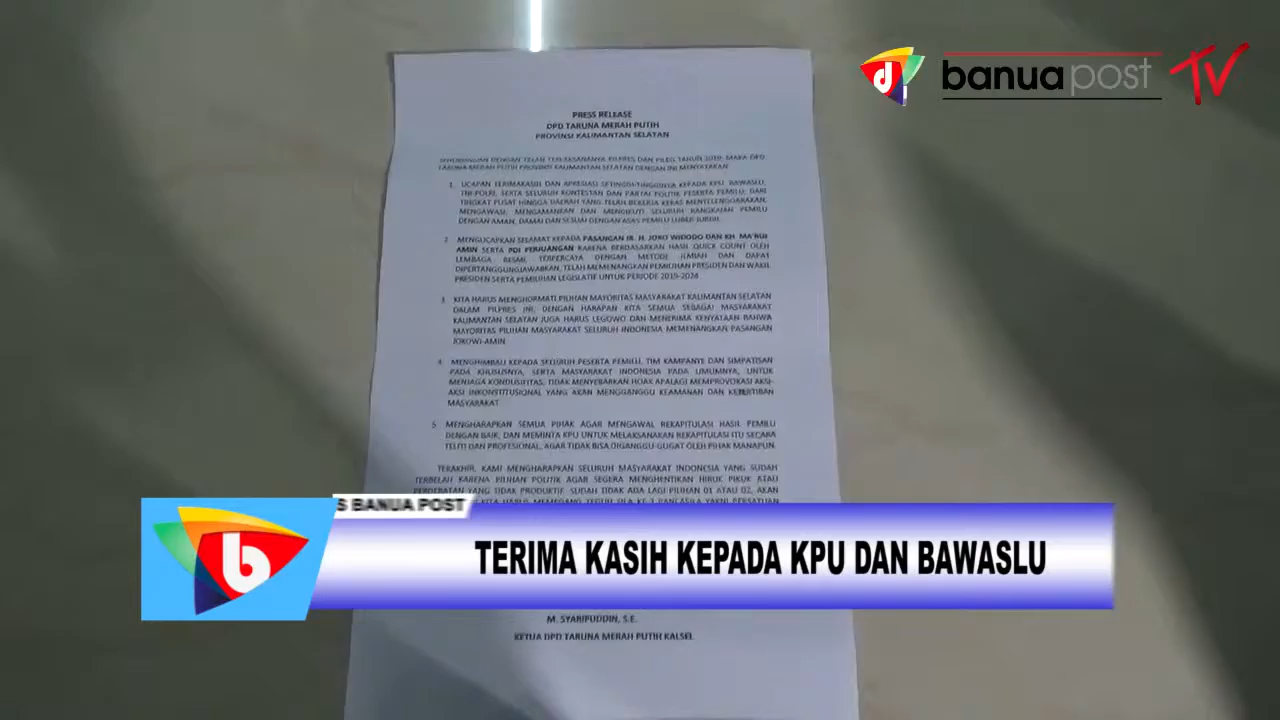 banua post TV
PRESS RELEASE
DPD TARUNA MERAH PUTIH
PROVINSI KALIMANTAN SELATAN
SEHUBUNGAN DENGAN TELAH TERLAKSANANYA PILPRES DAN PILEG TAHUN 2019, MAKA DPD
TARUNA MERAH PUTIH PROVINSI KALIMANTAN SELATAN DENGAN INI MENYATAKAN
1. UCAPAN TERIMAKASIH DAN APRESIASI SETINGGI-TINGGINYA KEPADA KPU, BAWASLU,
TNI-POLRI, SERTA SELURUH KONTESTAN DAN PARTAI POLITIK PESERTA PEMILU, DARI
TINGKAT PUSAT HINGGA DAERAH YANG TELAH BEKERJA KERAS MENYELENGGARAKAN,
MENGAWASI, MENGAMANKAN DAN MENGIKUTI SELURUH RANGKAIAN PEMILU
DENGAN AMAN, DAMAI DAN SESUAI DENGAN ASAS PEMILU LUBER JURDIL
2. MENGUCAPKAN SELAMAT KEPADA PASANGAN IR. H. JOKO WIDODO DAN KH. MA'RUF
AMIN SERTA PDI PERJUANGAN KARENA BERDASARKAN HASIL QUICK COUNT OLEH
LEMBAGA RESMI TERPERCAYA DENGAN METODE ILMIAH DAN DAPAT
DIPERTANGGUNGJAWABKAN, TELAH MEMENANGKAN PEMILIHAN PRESIDEN DAN WAKIL
PRESIDEN SERTA PEMILIHAN LEGISLATIF UNTUK PERIODE 2019-2024
3. KITA HARUS MENGHORMATI PILIHAN MAYORITAS MASYARAKAT KALIMANTAN SELATAN
DALAM PILPRES INI, DENGAN HARAPAN KITA SEMUA SEBAGAI MASYARAKAT
KALIMANTAN SELATAN JUGA HARUS LEGOWO DAN MENERIMA KENYATAAN BAHWA
MAYORITAS PILIHAN MASYARAKAT SELURUH INDONESIA MEMENANGKAN PASANGAN
JOKOWI-AMIN
4. MENGHIMBAU KEPADA SELURUH PESERTA PEMILU, TIM KAMPANYE DAN SIMPATISAN
PADA KHUSUSNYA, SERTA MASYARAKAT INDONESIA PADA UMUMNYA, UNTUK
MENJAGA KONDUSIFITAS, TIDAK MENYEBARKAN HOAK APALAGI MEMPROVOKASI AKSI-
AKSI INKONSTITUSIONAL YANG AKAN MENGGANGGU KEAMANAN DAN KETERTIBAN
MASYARAKAT
5. MENGHARAPKAN SEMUA PIHAK AGAR MENGAWAL REKAPITULASI HASIL PEMILU
DENGAN BAIK, DAN MEMINTA KPU UNTUK MELAKSANAKAN REKAPITULASI ITU SECARA
TELITI DAN PROFESIONAL, AGAR TIDAK BISA DIGANGGU-GUGAT OLEH PIHAK MANAPUN.
TERAKHIR, KAMI MENGHARAPKAN SELURUH MASYARAKAT INDONESIA YANG SUDAH
TERBELAH KARENA PILIHAN POLITIK AGAR SEGERA MENGHENTIKAN HIRUK PIKUK ATAU
PERDEBATAN YANG TIDAK PRODUKTIF. SUDAH TIDAK ADA LAGI PILIHAN 01 ATAU 02, AKAN
KITA HARUS MEMEGANG TEGUH SILA KE-3 PANCASILA YAKNI PERSATUAN
S BANUA POST
b
TERIMA KASIH KEPADA KPU DAN BAWASLU
M. SYARIPUDDIN, S.E.
KETUA DPD TARUNA MERAH PUTIH KALSEL